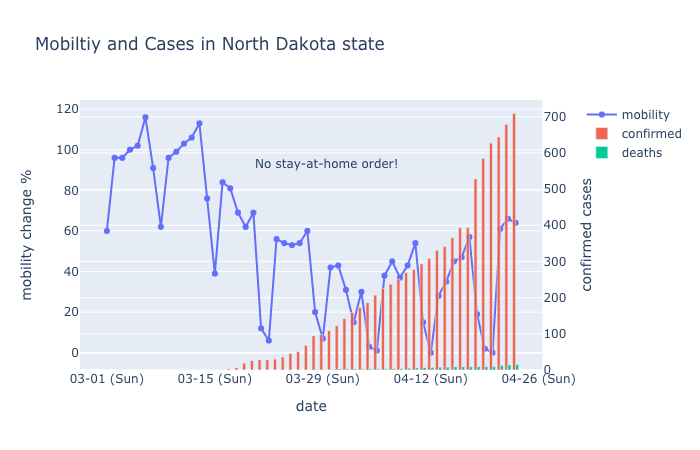 Mobiltiy and Cases in North Dakota state
mobility
confirmed
deaths
No stay-at-home order!
mobility change %
120
100
80
60
40
20
0
700
600
500
400
300
200
100
0
confirmed cases
03-01 (Sun) 03-15 (Sun) 03-29 (Sun) 04-12 (Sun) 04-26 (Sun)
date